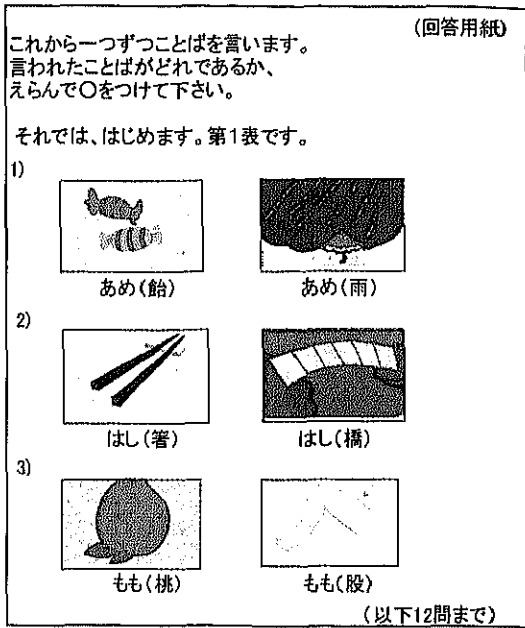 (回答用紙)
これから一つずつことばを言います。
言われたことばがどれであるか、
えらんで○をつけて下さい。
それでは、はじめます。第1表です。
1)
あめ(飴) あめ(雨)
2)
はし(箸) はし(橋)
3)
もも(桃) もも(股)
(以下12問まで)